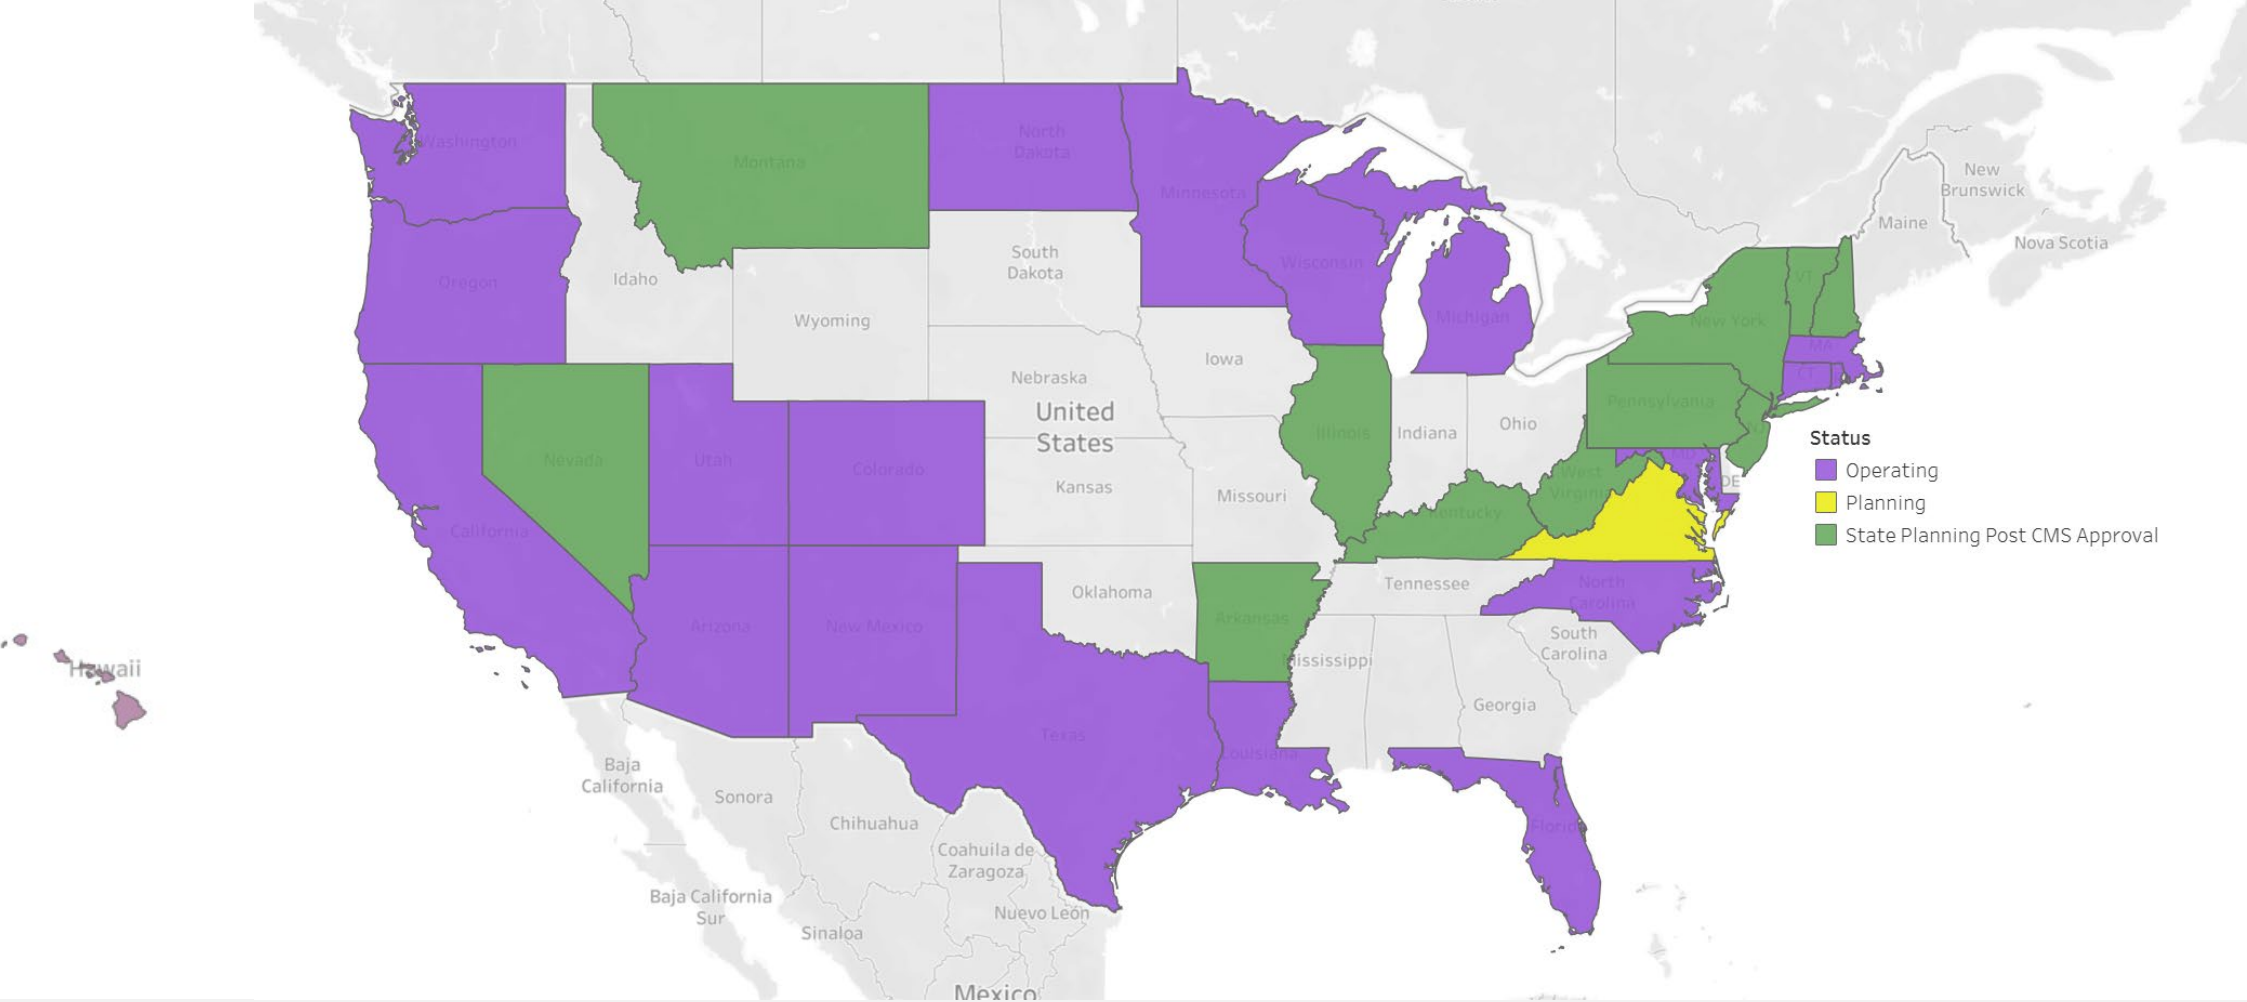 Washington
Montana
North
Dakota
Minnesota
New
Brunswick
Maine
Nova Scotia
Oregon
Idaho
South
Dakota
Wisconsin
Michigan
VT
New York
Wyoming
Iowa
MA
CT
Nebraska
Pennsylvania
United
States
Nevada
Utah
Colorado
Illinois
Indiana
Ohio
NJ
Status
Operating
Planning
State Planning Post CMS Approval
MD
DE
Kansas
Missouri
West
Virginia
Kentucky
California
Oklahoma
Tennessee
North
Carolina
Arizona
New Mexico
Arkansas
South
Carolina
Mississippi
Hawaii
Georgia
Texas
Louisiana
Florida
Baja
California
Sonora
Chihuahua
Coahuila de
Zaragoza
Baja California
Sur
Nuevo León
Sinaloa
Mexico